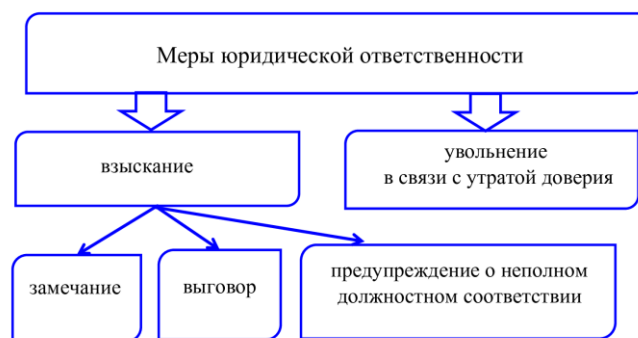 Меры юридической ответственности
взыскание
увольнение
в связи с утратой доверия
замечание
выговор
предупреждение о неполном
должностном соответствии